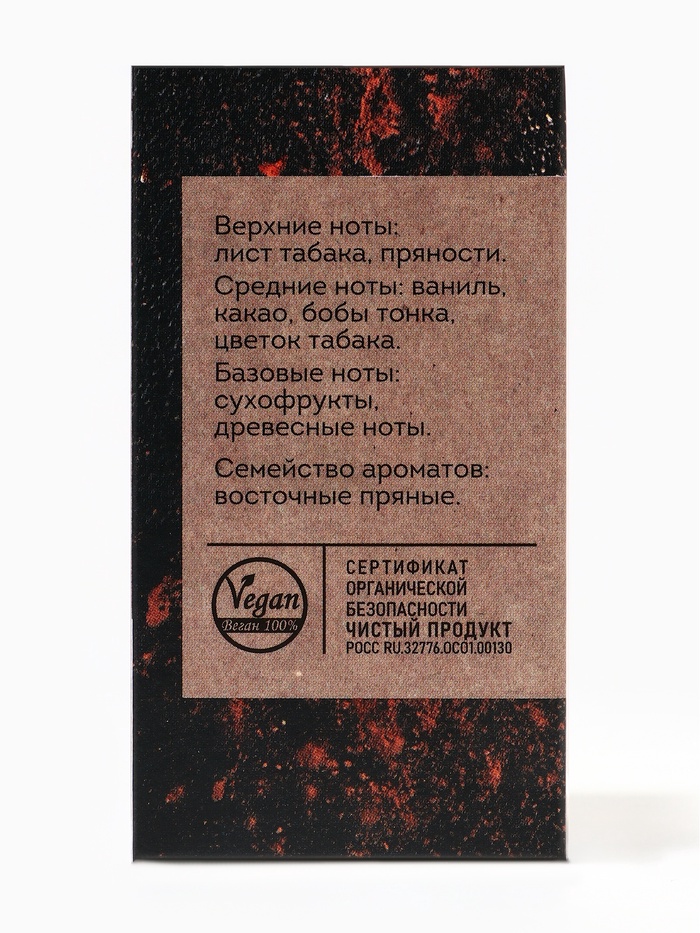 Верхние ноты:
лист табака, пряности.
Средние ноты: ваниль,
какао, бобы тонка,
цветок табака.
Базовые ноты:
сухофрукты,
древесные ноты.
Семейство ароматов:
восточные пряные.
Vegan
Веган 100%
СЕРТИФИКАТ
ОРГАНИЧЕСКОЙ
БЕЗОПАСНОСТИ
ЧИСТЫЙ ПРОДУКТ
РОСС RU.32776.ОС01.00130